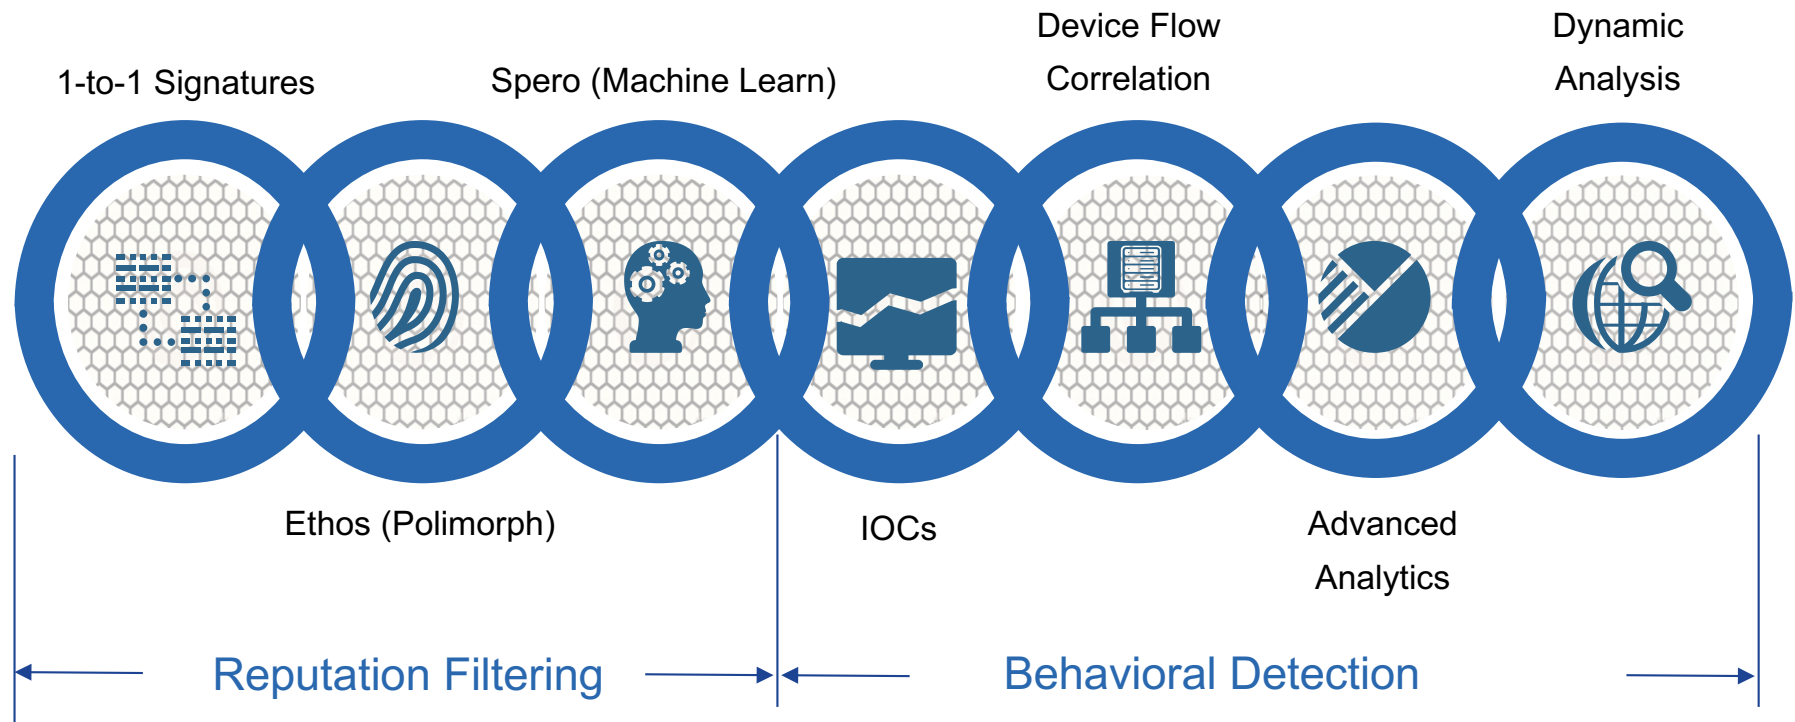 1-to-1 Signatures
Ethos (Polimorph)
Spero (Machine Learn)
IOCs
Device Flow
Correlation
Advanced
Analytics
Dynamic
Analysis
Reputation Filtering
Behavioral Detection